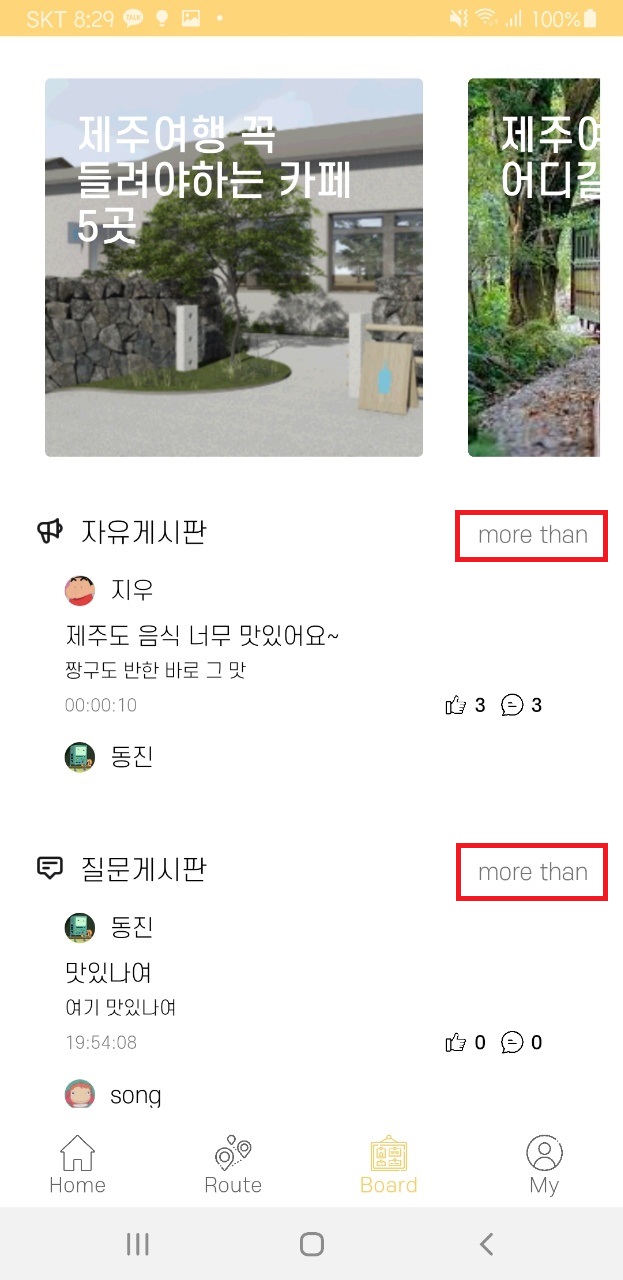 SKT 8:29
100%
제주여행 꼭
들려야하는 카페
5곳
제주여
어디길
자유게시판
more than
지우
제주도 음식 너무 맛있어요~
짱구도 반한 바로 그 맛
00:00:10
3 3
동진
질문게시판
more than
동진
맛있나여
여기 맛있나여
19:54:08
0 0
song
Home Route Board My